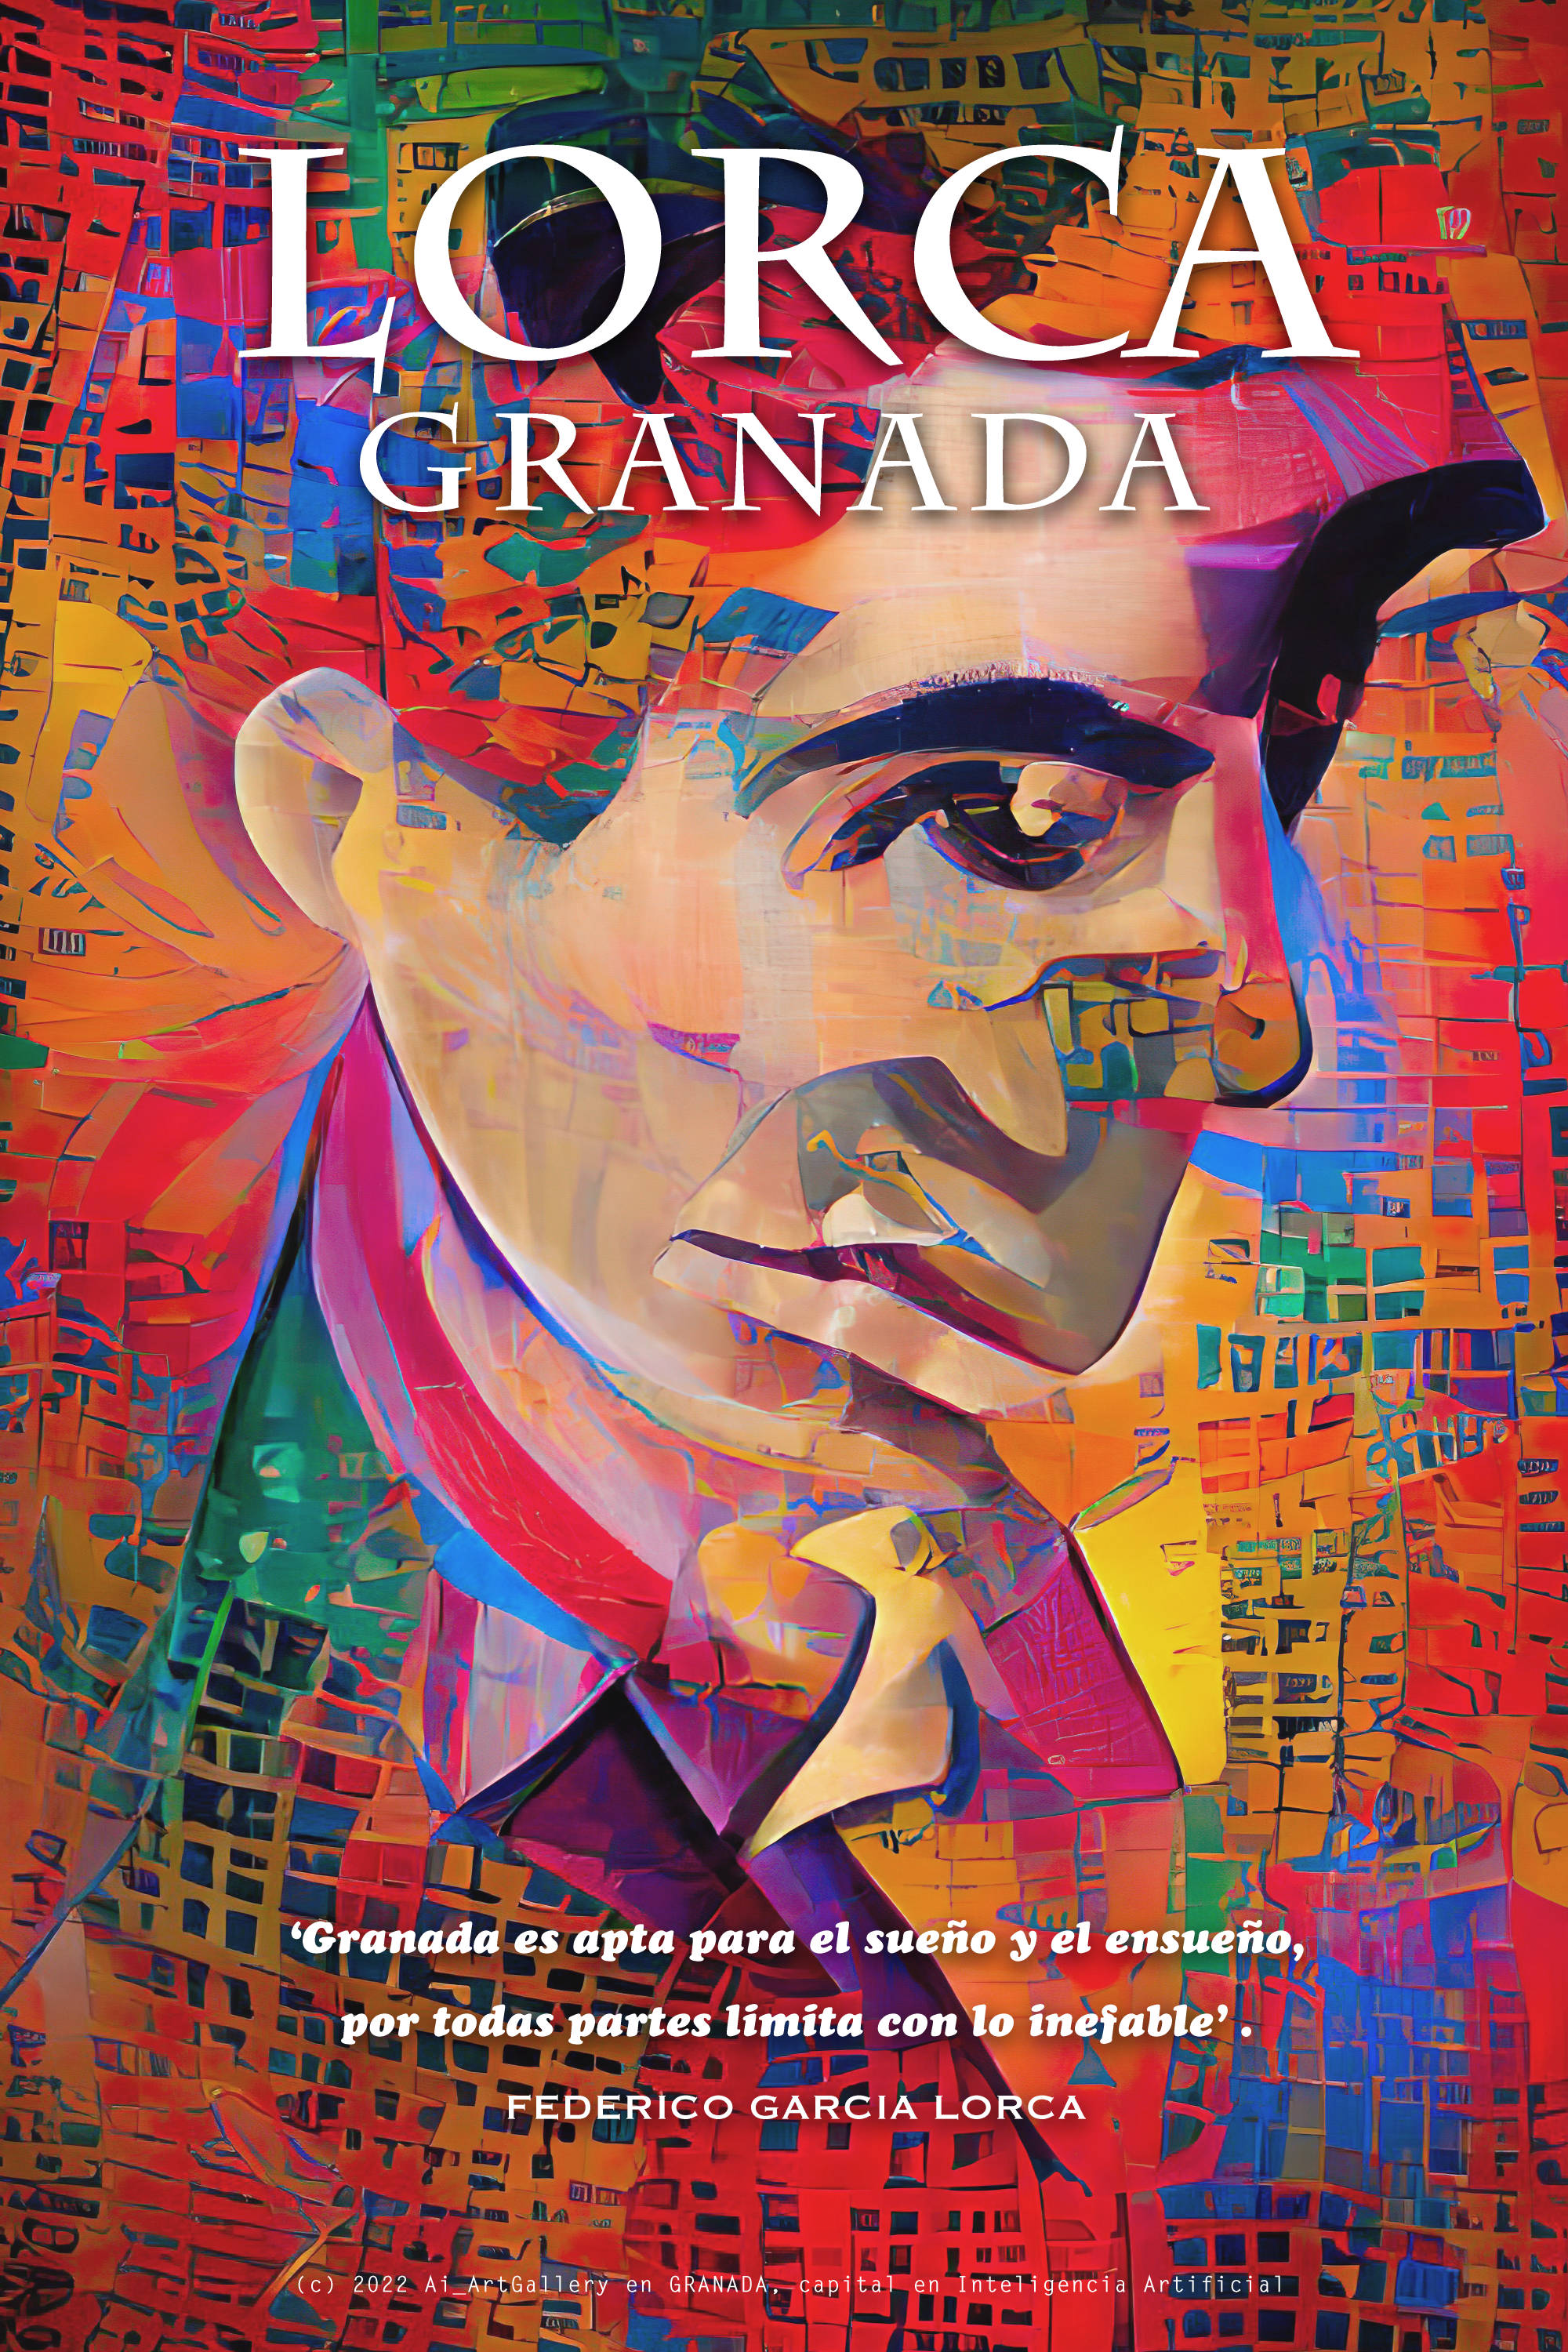 LORCA
GRANADA
‘Granada es apta para el sueño y el ensueño,
por todas partes limita con lo inefable’ .
FEDERICO GARCIA LORCA
(c) 2022 Ai_ArtGallery en GRANADA, capital en Inteligencia Artificial